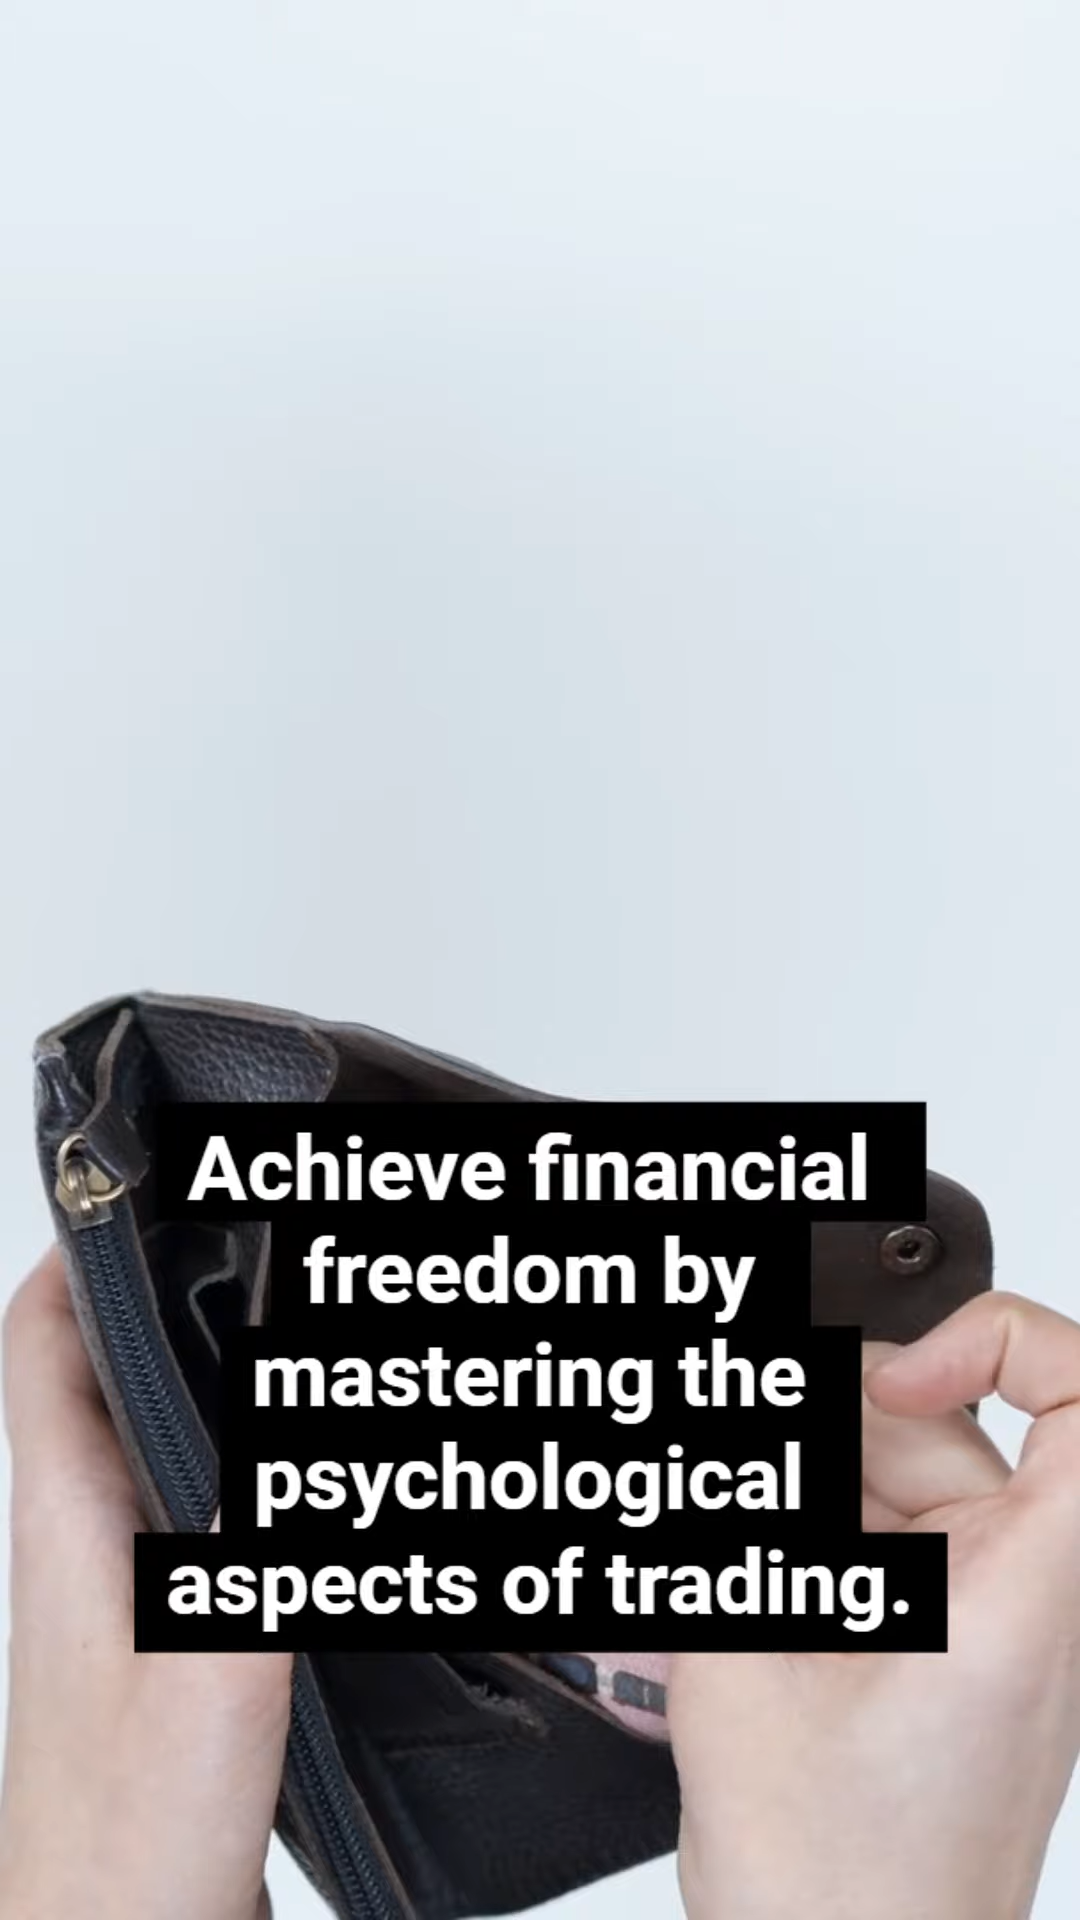 Achieve financial
freedom by
mastering the
psychological
aspects of trading.